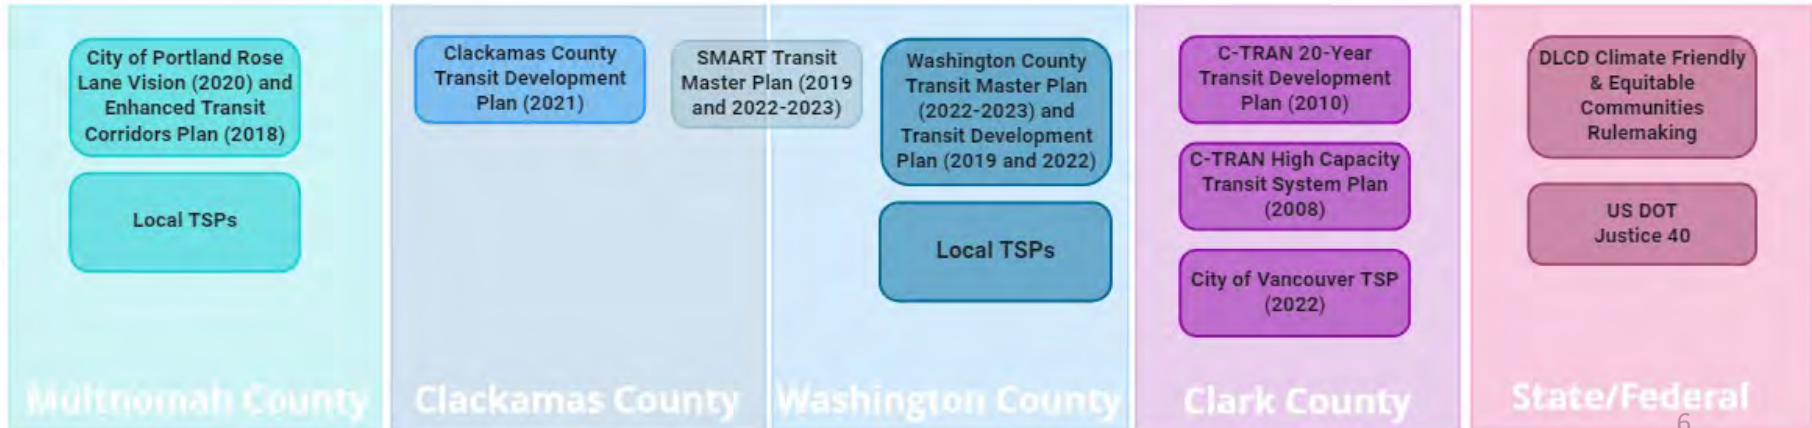 City of Portland Rose
Lane Vision (2020) and
Enhanced Transit
Corridors Plan (2018)
Local TSPs
Multnomah County
Clackamas County
Transit Development
Plan (2021)
SMART Transit
Master Plan (2019
and 2022-2023)
Clackamas County
Washington County
Transit Master Plan
(2022-2023) and
Transit Development
Plan (2019 and 2022)
Local TSPs
Washington County
C-TRAN 20-Year
Transit Development
Plan (2010)
C-TRAN High Capacity
Transit System Plan
(2008)
City of Vancouver TSP
(2022)
Clark County
DLCD Climate Friendly
& Equitable
Communities
Rulemaking
US DOT
Justice 40
State/Federal
6